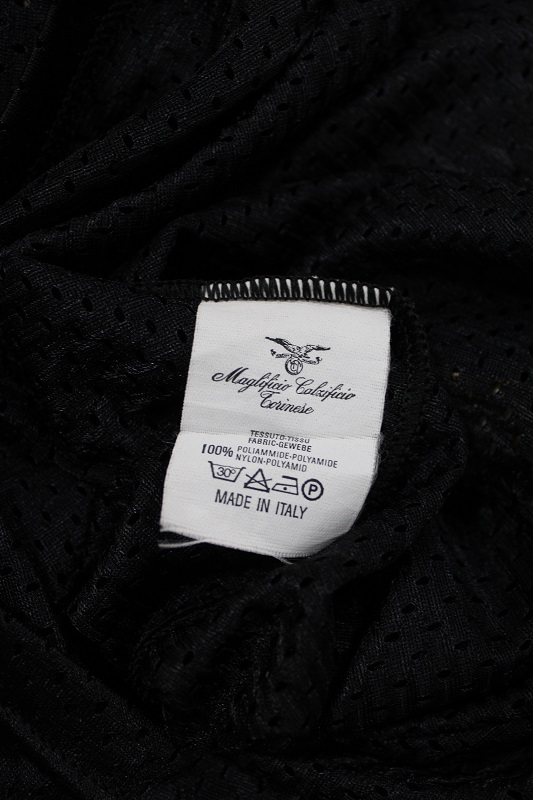 Maglificio Calzificio
Torinese
TESSUTO-TISSU
FABRIC-GEWEBE
100% POLIAMMIDE-POLYAMIDE
NYLON-POLYAMID
30°
P
MADE IN ITALY